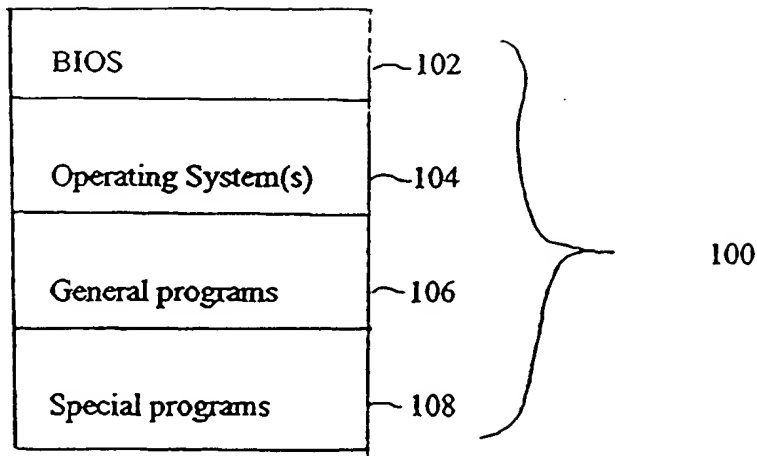 BIOS 102
Operating System(s) 104
100
General programs 106
Special programs 108